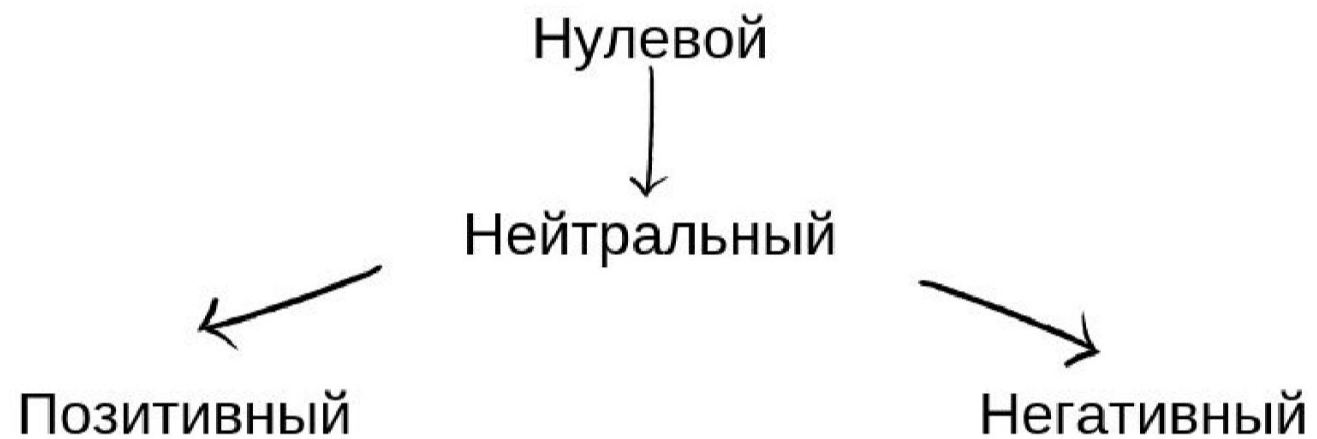 Нулевой
Нейтральный
Позитивный
Негативный